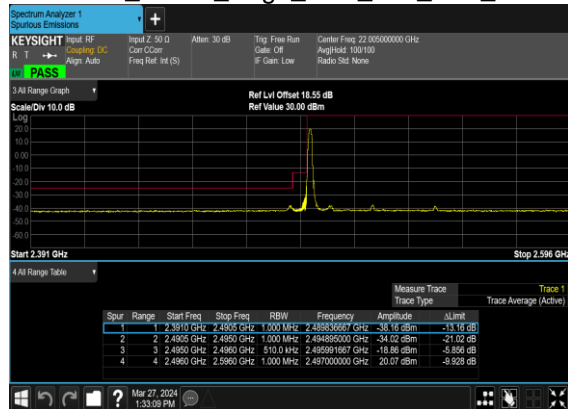 Spectrum Analyzer 1
Spurious Emissions
KEYSIGHT Input: RF Input Z: 50 Ω Atten: 30 dB Trig: Free Run Center Freq: 22.005000000 GHz
R T Coupling: DC Corr CCorr Gate: Off Avg|Hold: 100/100
Align: Auto Freq Ref: Int (S) IF Gain: Low Radio Std: None
PASS
3 All Range Graph
Ref Lvl Offset 18.55 dB
Scale/Div 10.0 dB Ref Value 30.00 dBm
Log
20.0
10.0
0.00
-10.0
-20.0
-30.0
-40.0
-50.0
-60.0
Start 2.391 GHz Stop 2.596 GHz
4 All Range Table
Measure Trace Trace 1
Trace Type Trace Average (Active)
Spur Range Start Freq Stop Freq RBW Frequency Amplitude ΔLimit
1 1 2.3910 GHz 2.4905 GHz 1.000 MHz 2.489836667 GHz -38.16 dBm -13.16 dB
2 2 2.4905 GHz 2.4950 GHz 1.000 MHz 2.494895000 GHz -34.02 dBm -21.02 dB
3 3 2.4950 GHz 2.4960 GHz 510.0 kHz 2.495991667 GHz -18.86 dBm -5.856 dB
4 4 2.4960 GHz 2.5960 GHz 1.000 MHz 2.497000000 GHz 20.07 dBm -9.928 dB
Mar 27, 2024
1:33:09 PM